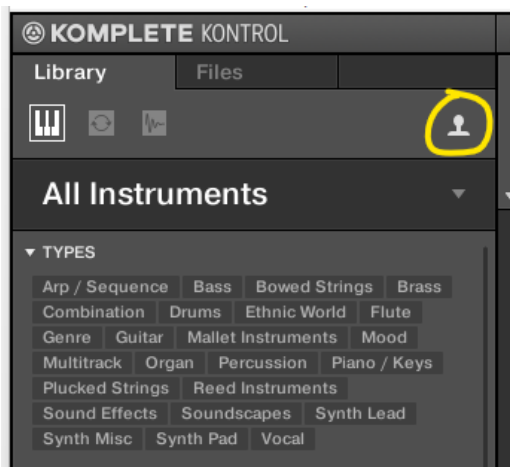 KOMPLETE KONTROL
Library Files
All Instruments
TYPES
Arp / Sequence Bass Bowed Strings Brass
Combination Drums Ethnic World Flute
Genre Guitar Mallet Instruments Mood
Multitrack Organ Percussion Piano / Keys
Plucked Strings Reed Instruments
Sound Effects Soundscapes Synth Lead
Synth Misc Synth Pad Vocal